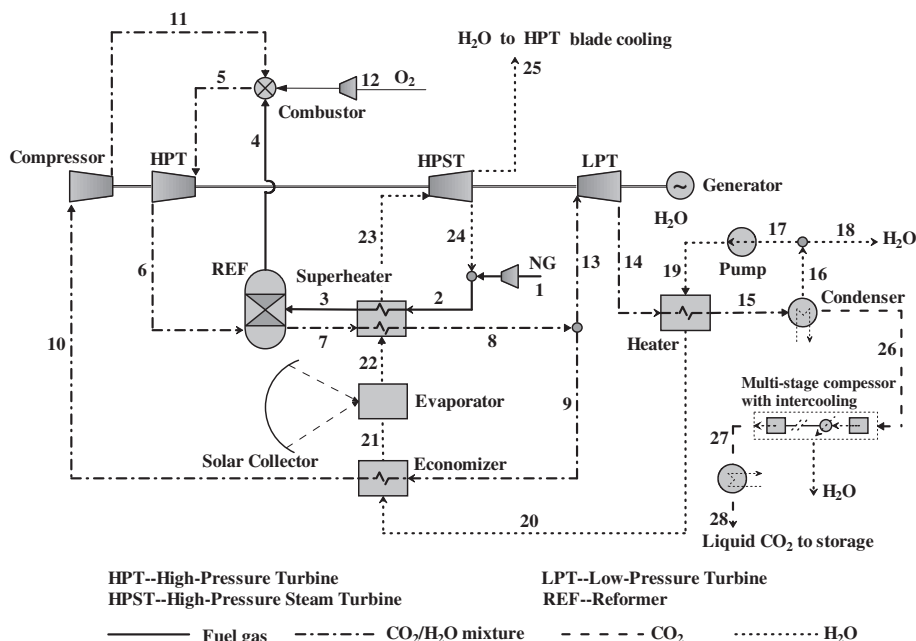 11
H₂O to HPT blade cooling
25
5
12 O₂
Combustor
4
Compressor
HPT
HPST
LPT
Generator
H₂O
23
24
17
18
H₂O
6
REF
Superheater
NG
1
13
14
19
Pump
16
3
2
15
Condenser
10
7
8
Heater
26
22
Evaporator
9
Multi-stage compessor
with intercooling
21
27
Solar Collector
Economizer
H₂O
20
28
Liquid CO₂ to storage
HPT--High-Pressure Turbine
LPT--Low-Pressure Turbine
HPST--High-Pressure Steam Turbine
REF--Reformer
Fuel gas
CO₂/H₂O mixture
CO₂
H₂O